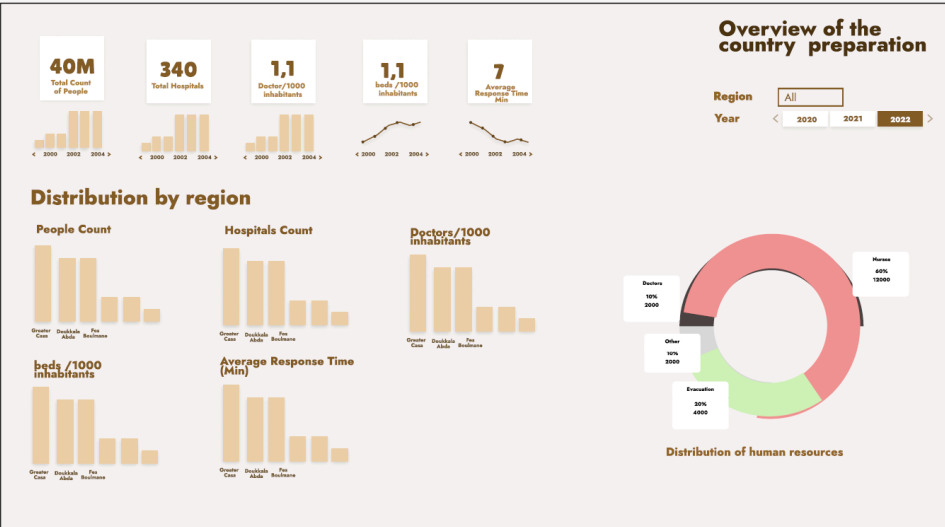 Overview of the
country preparation
40M
Total Count
of People
340
Total Hospitals
1,1
Doctor/1000
inhabitants
1,1
beds /1000
inhabitants
7
Average
Response Time
Min
Region
All
Year
< 2020 2021 2022 >
< 2000 2002 2004 >
< 2000 2002 2004 >
< 2000 2002 2004 >
< 2000 2002 2004 >
< 2000 2002 2004 >
Distribution by region
People Count
Greater
Casa
Doukkala
Abda
Fes
Boulmane
Hospitals Count
Greater
Casa
Doukkala
Abda
Fes
Boulmane
Doctors/1000
inhabitants
Greater
Casa
Doukkala
Abda
Fes
Boulmane
beds /1000
inhabitants
Greater
Casa
Doukkala
Abda
Fes
Boulmane
Average Response Time
(Min)
Greater
Casa
Doukkala
Abda
Fes
Boulmane
Nurses
60%
12000
Doctors
10%
2000
Other
10%
2000
Evacuation
20%
4000
Distribution of human resources